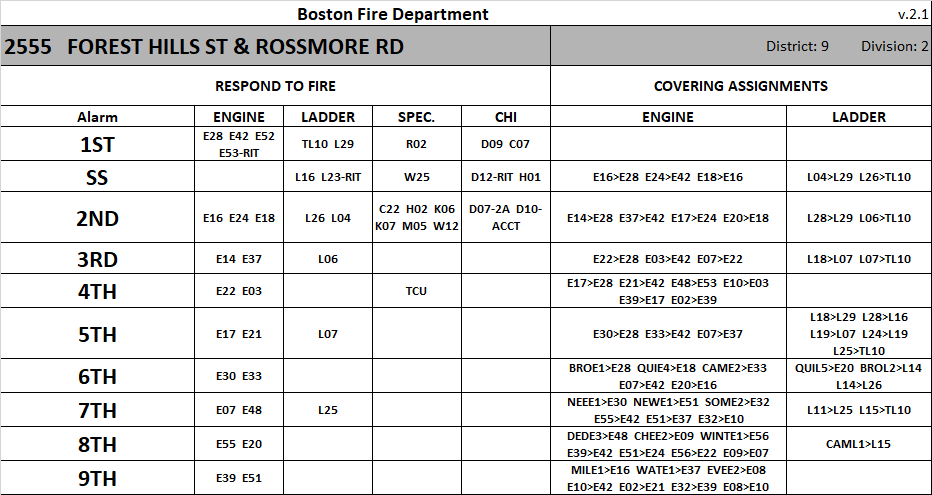 Boston Fire Department v.2.1
2555 FOREST HILLS ST & ROSSMORE RD District: 9 Division: 2
RESPOND TO FIRE COVERING ASSIGNMENTS
Alarm ENGINE LADDER SPEC. CHI ENGINE LADDER
1ST
E28 E42 E52
E53-RIT
TL10 L29
R02
D09 C07
SS
L16 L23-RIT
W25
D12-RIT H01
E16>E28 E24>E42 E18>E16
L04>L29 L26>TL10
2ND
E16 E24 E18
L26 L04
C22 H02 K06
K07 M05 W12
D07-2A D10-
ACCT
E14>E28 E37>E42 E17>E24 E20>E18
L28>L29 L06>TL10
3RD
E14 E37
L06
E22>E28 E03>E42 E07>E22
L18>L07 L07>TL10
4TH
E22 E03
TCU
E17>E28 E21>E42 E48>E53 E10>E03
E39>E17 E02>E39
5TH
E17 E21
L07
E30>E28 E33>E42 E07>E37
L18>L29 L28>L16
L19>L07 L24>L19
L25>TL10
6TH
E30 E33
BROE1>E28 QUIE4>E18 CAME2>E33
E07>E42 E20>E16
QUIL5>E20 BROL2>L14
L14>L26
7TH
E07 E48
L25
NEEE1>E30 NEWE1>E51 SOME2>E32
E55>E42 E51>E37 E32>E10
L11>L25 L15>TL10
8TH
E55 E20
DEDE3>E48 CHEE2>E09 WINTE1>E56
E39>E42 E51>E24 E56>E22 E09>E07
CAML1>L15
9TH
E39 E51
MILE1>E16 WATE1>E37 EVEE2>E08
E10>E42 E02>E21 E32>E39 E08>E10